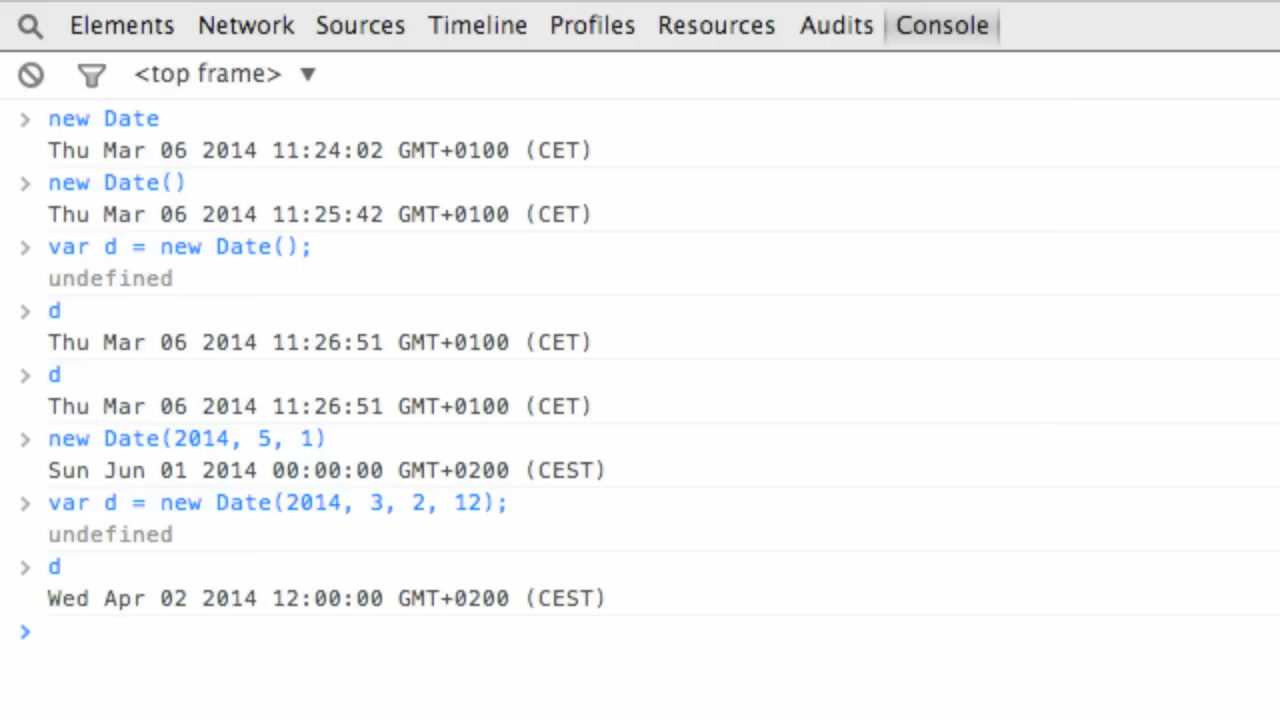 Elements Network Sources Timeline Profiles Resources Audits Console
<top frame> ▼
> new Date
Thu Mar 06 2014 11:24:02 GMT+0100 (CET)
> new Date()
Thu Mar 06 2014 11:25:42 GMT+0100 (CET)
> var d = new Date();
undefined
> d
Thu Mar 06 2014 11:26:51 GMT+0100 (CET)
> d
Thu Mar 06 2014 11:26:51 GMT+0100 (CET)
> new Date(2014, 5, 1)
Sun Jun 01 2014 00:00:00 GMT+0200 (CEST)
> var d = new Date(2014, 3, 2, 12);
undefined
> d
Wed Apr 02 2014 12:00:00 GMT+0200 (CEST)
>